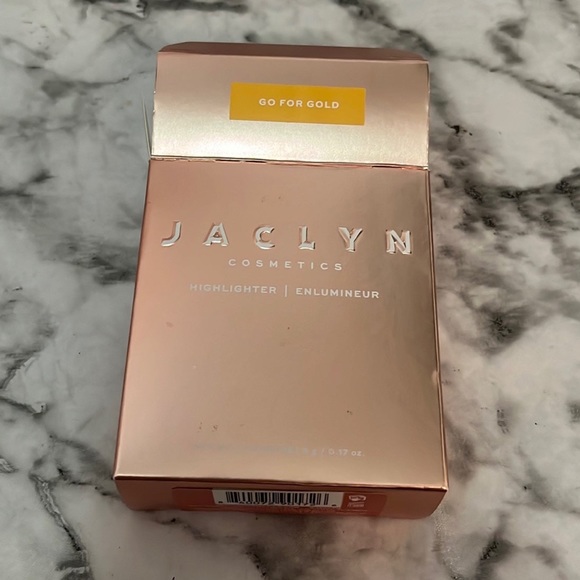 GO FOR GOLD
JACLYN
COSMETICS
HIGHLIGHTER | ENLUMINEUR
g / 0.17 oz.